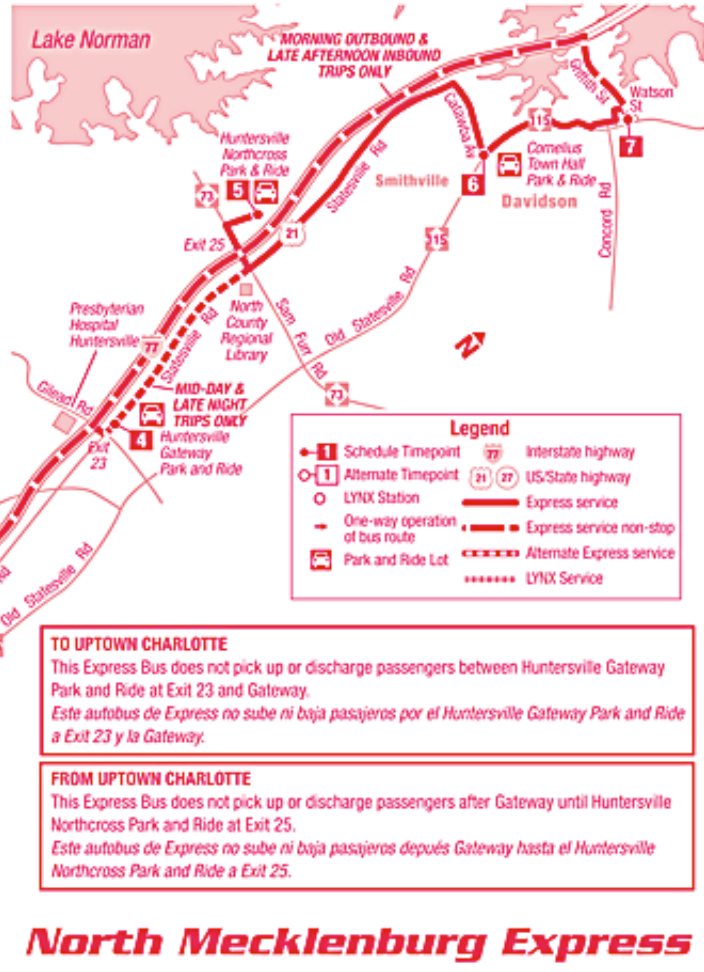 Lake Norman
MORNING OUTBOUND &
LATE AFTERNOON INBOUND
TRIPS ONLY
Griffith St
Watson
St
115
7
Catawba Av
Cornelius
Town Hall
Park & Ride
6
Smithville
Davidson
Concord Rd
Huntersville
Northcross
Park & Ride
5
73
Statesville Rd
21
115
Exit 25
North
County
Regional
Library
Sam Furr Rd
Old Statesville Rd
73
N
Presbyterian
Hospital
Huntersville
77
Statesville Rd
Gilead Rd
MID-DAY &
LATE NIGHT
TRIPS ONLY
4
Exit
23
Huntersville
Gateway
Park and Ride
Rd
Old Statesville Rd
Legend
1 Schedule Timepoint
1 Alternate Timepoint
LYNX Station
One-way operation
of bus route
Park and Ride Lot
77 Interstate highway
21 27 US/State highway
Express service
Express service non-stop
Alternate Express service
LYNX Service
TO UPTOWN CHARLOTTE
This Express Bus does not pick up or discharge passengers between Huntersville Gateway
Park and Ride at Exit 23 and Gateway.
Este autobus de Express no sube ni baja pasajeros por el Huntersville Gateway Park and Ride
a Exit 23 y la Gateway.
FROM UPTOWN CHARLOTTE
This Express Bus does not pick up or discharge passengers after Gateway until Huntersville
Northcross Park and Ride at Exit 25.
Este autobus de Express no sube ni baja pasajeros depués Gateway hasta el Huntersville
Northcross Park and Ride a Exit 25.
North Mecklenburg Express